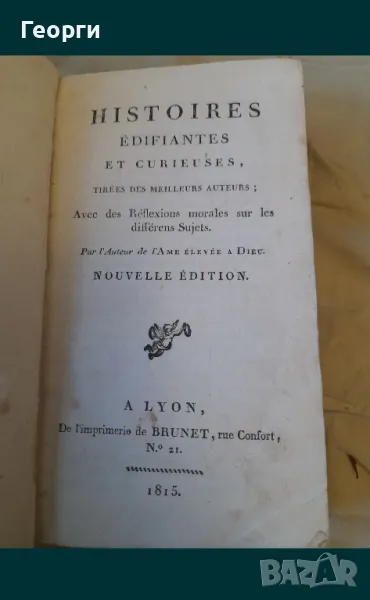 Георги
HISTOIRES
ÉDIFIANTES
ET CURIEUSES,
TIRÉES DES MEILLEURS AUTEURS ;
Avec des Réflexions morales sur les
différens Sujets.
Par l'Auteur de l'AME ÉLEVÉE A DIEU.
NOUVELLE ÉDITION.
A LYON,
De l'imprimerie de BRUNET, rue Confort,
N.o 21.
1815.
BAZAR